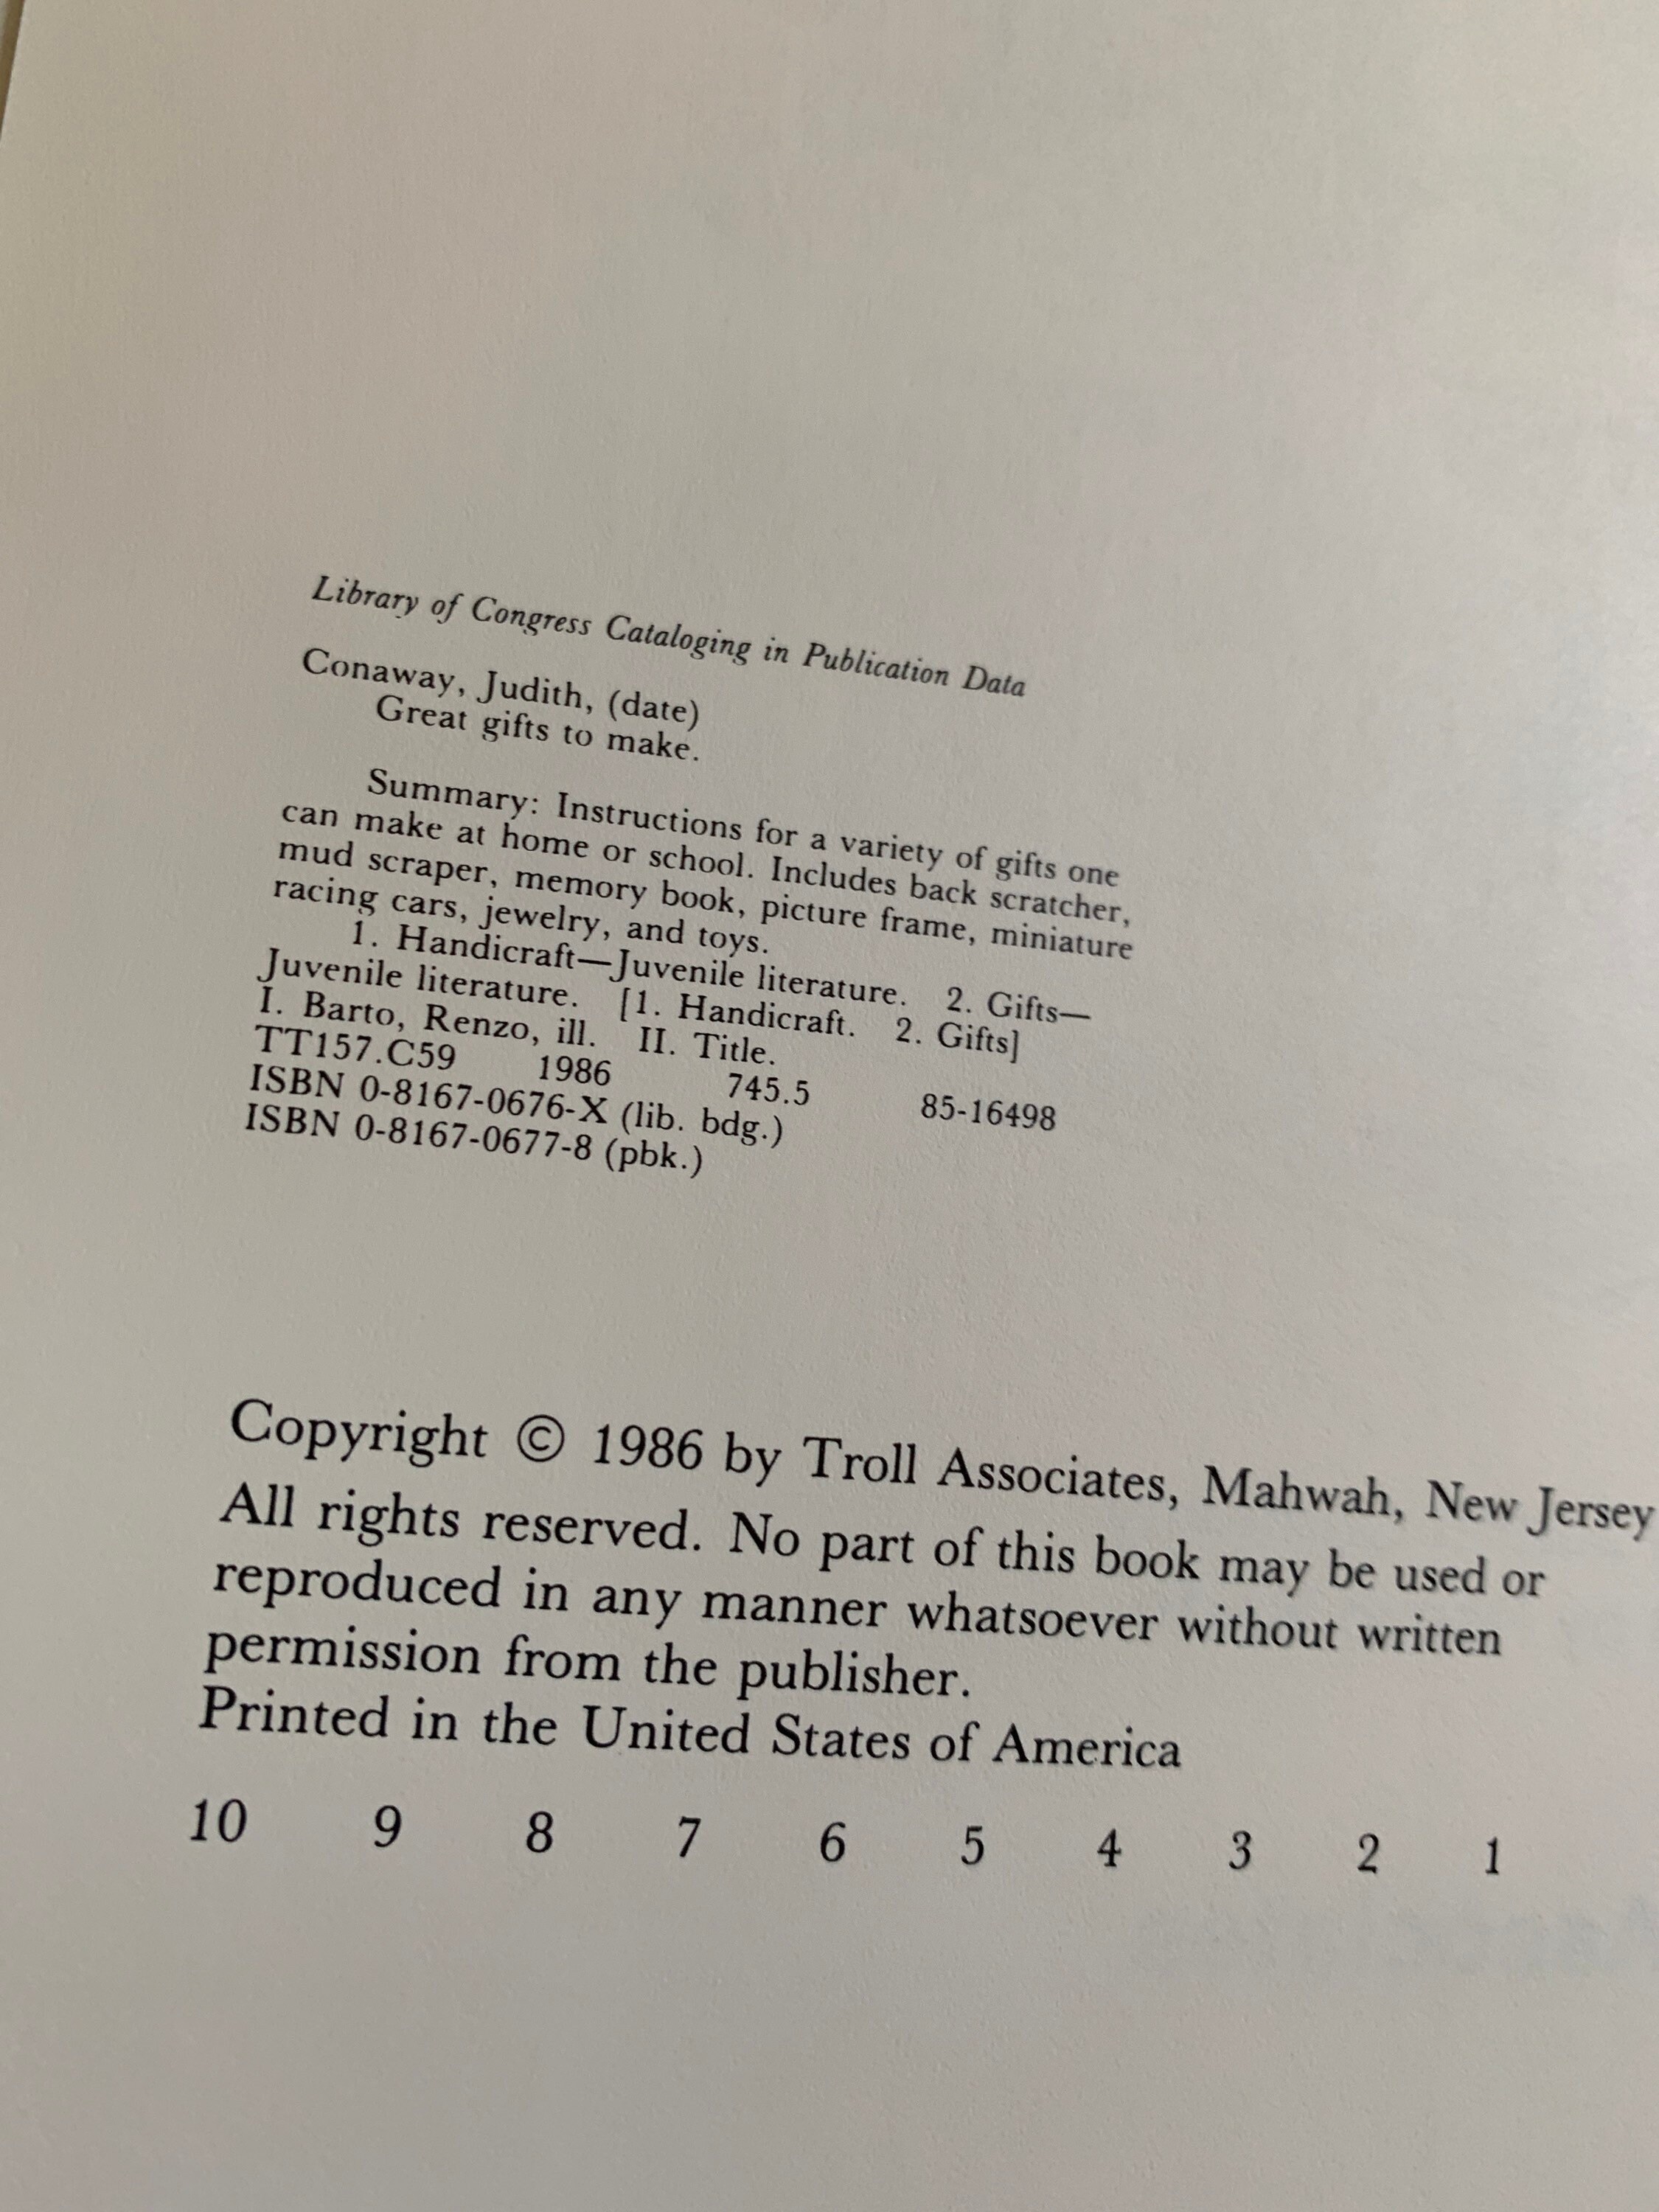 Library of Congress Cataloging in Publication Data
Conaway, Judith, (date)
Great gifts to make.
Summary: Instructions for a variety of gifts one
can make at home or school. Includes back scratcher,
mud scraper, memory book, picture frame, miniature
racing cars, jewelry, and toys.
1. Handicraft—Juvenile literature. 2. Gifts—
Juvenile literature. [1. Handicraft. 2. Gifts]
I. Barto, Renzo, ill. II. Title.
TT157.C59 1986 745.5 85-16498
ISBN 0-8167-0676-X (lib. bdg.)
ISBN 0-8167-0677-8 (pbk.)
Copyright © 1986 by Troll Associates, Mahwah, New Jersey
All rights reserved. No part of this book may be used or
reproduced in any manner whatsoever without written
permission from the publisher.
Printed in the United States of America
10 9 8 7 6 5 4 3 2 1